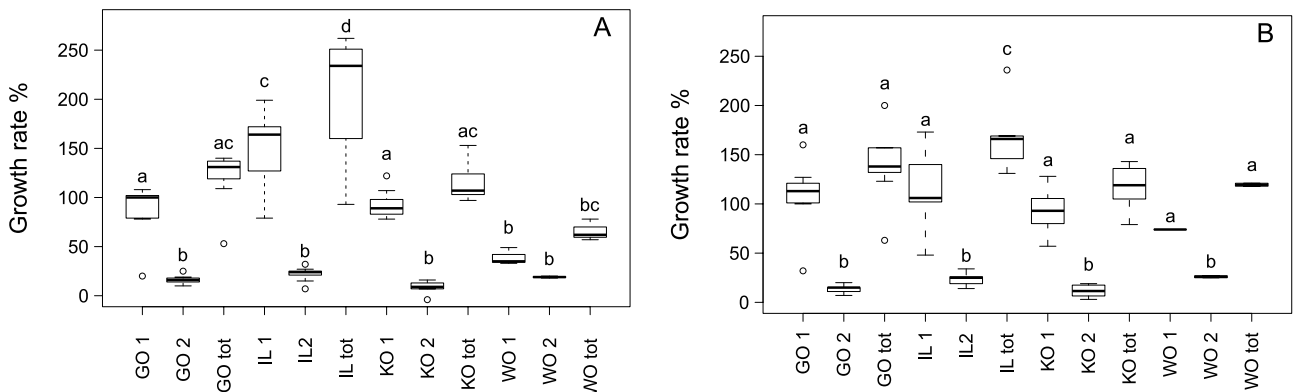 A
Growth rate %
250
200
150
100
50
0
a b ac c b d a b ac b b bc
GO 1 GO 2 GO tot IL 1 IL2 IL tot KO 1 KO 2 KO tot WO 1 WO 2 WO tot
B
Growth rate %
250
200
150
100
50
0
a b a a b c a b a a b a
GO 1 GO 2 GO tot IL 1 IL2 IL tot KO 1 KO 2 KO tot WO 1 WO 2 WO tot